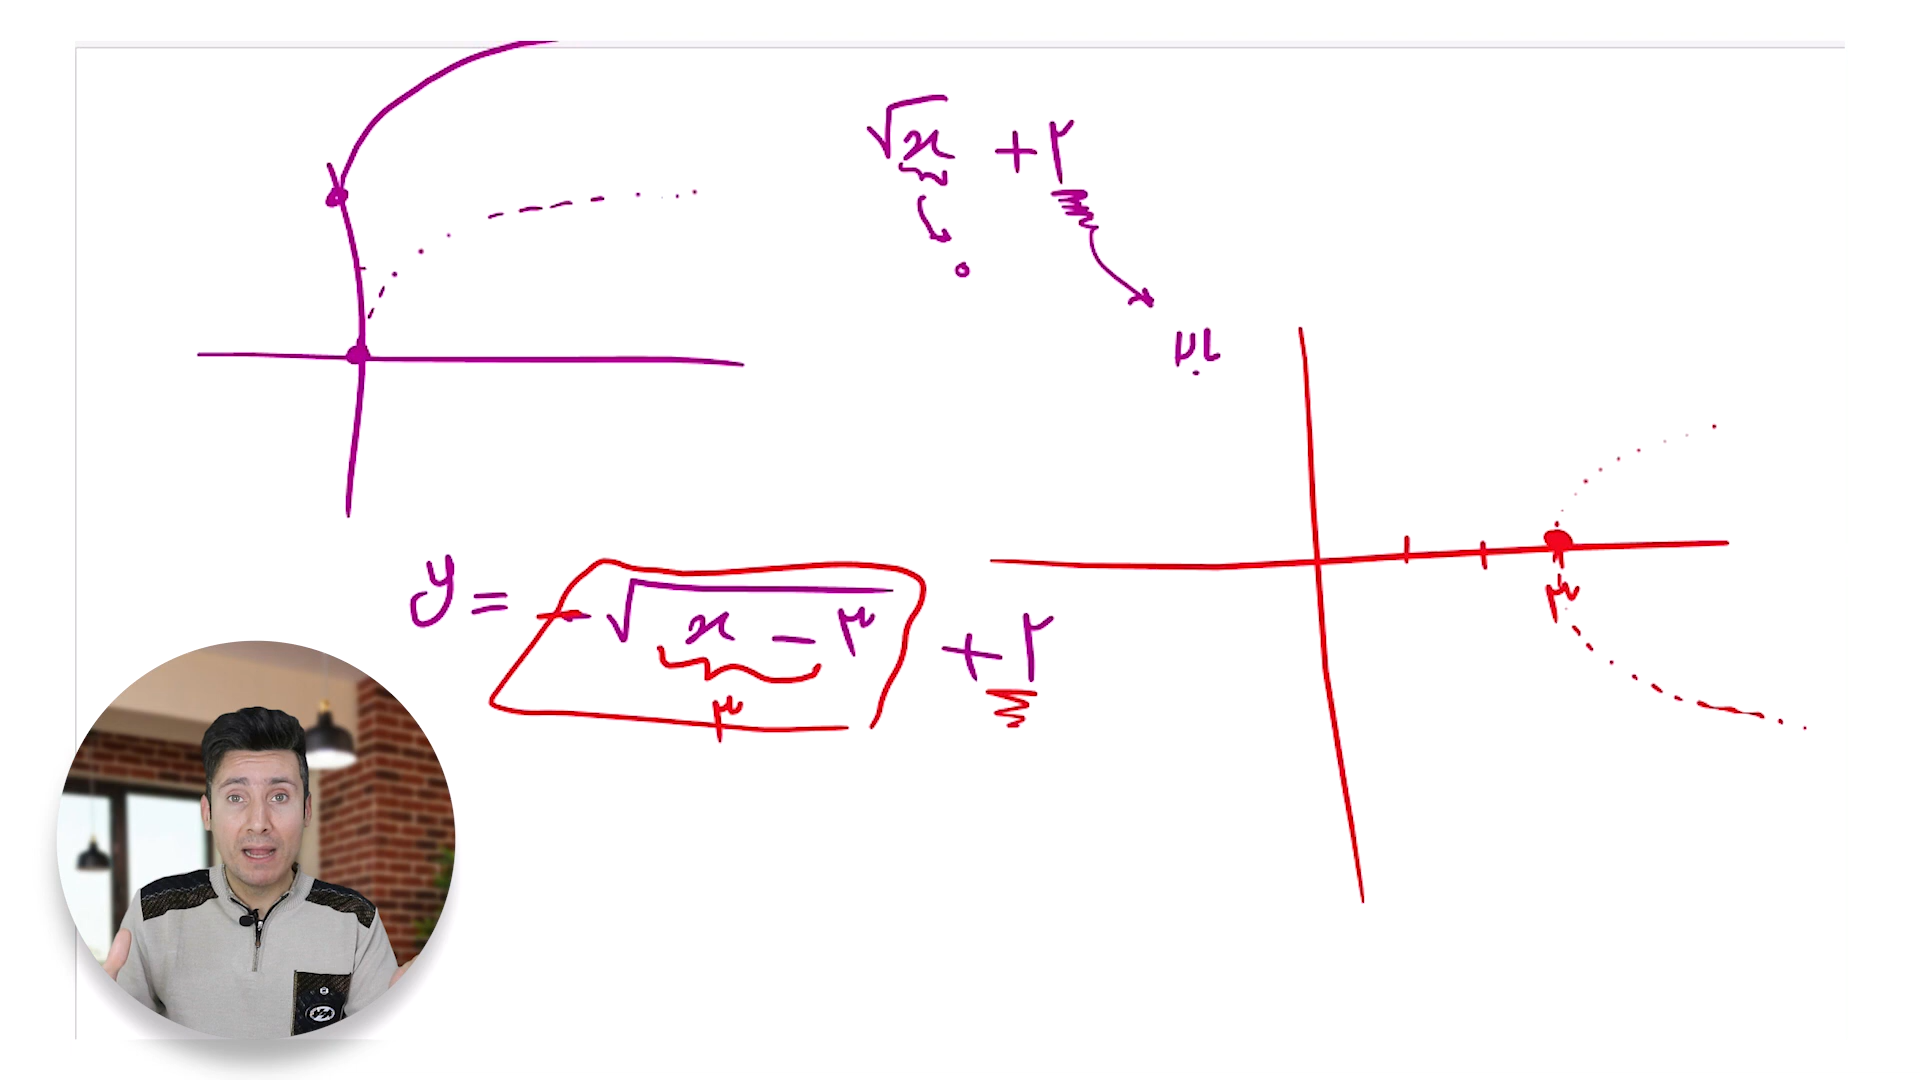 √x + ۲
۰
بالا
y = -√(x - ۳) + ۲
۳
۳